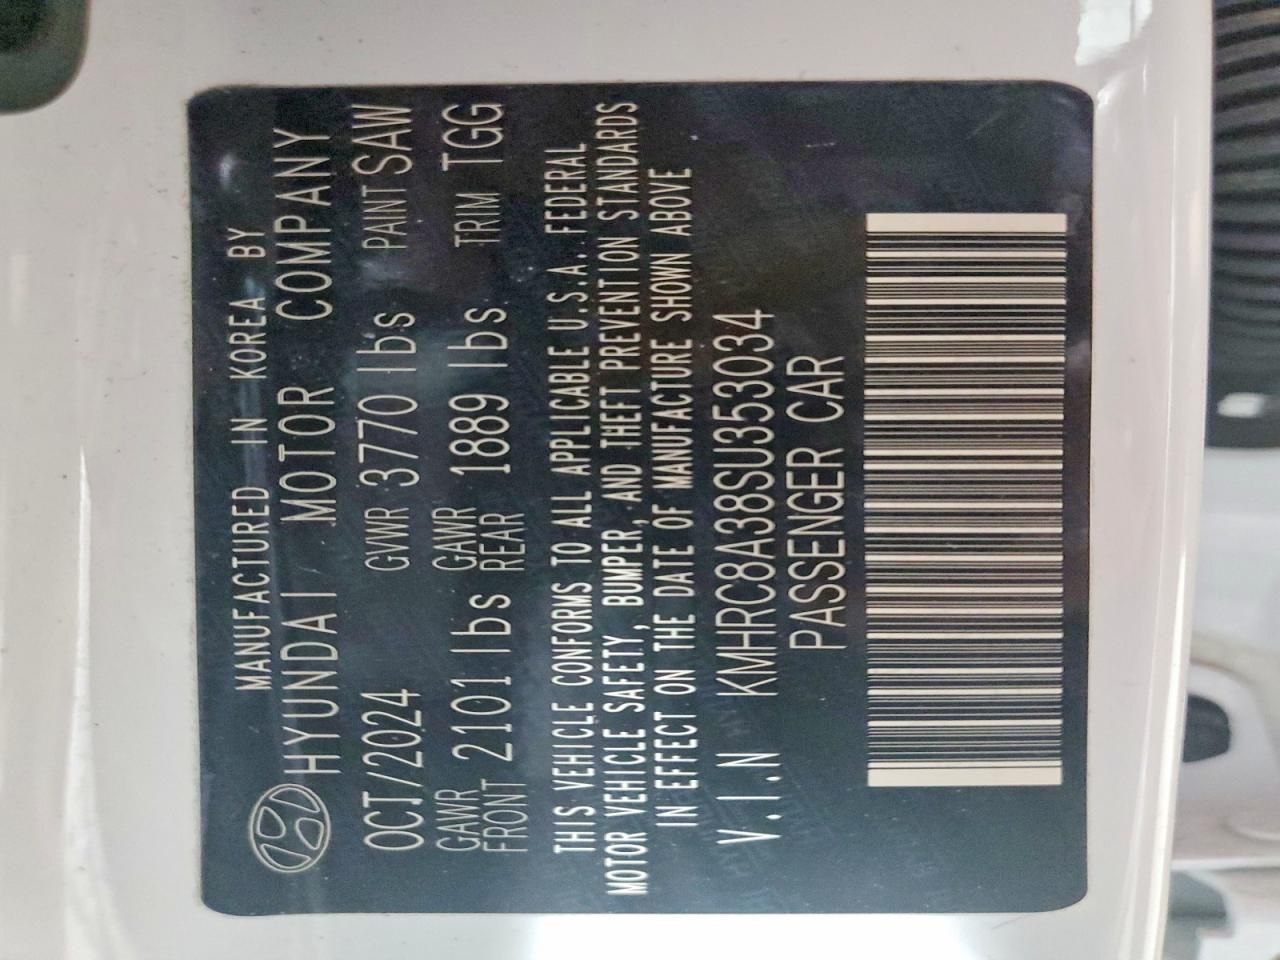 MANUFACTURED IN KOREA BY
HYUNDAI MOTOR COMPANY
OCT/2024 GVWR 3770 lbs PAINT SAW
GAWR FRONT 2101 lbs GAWR REAR 1889 lbs TRIM TGG
THIS VEHICLE CONFORMS TO ALL APPLICABLE U.S.A. FEDERAL
MOTOR VEHICLE SAFETY, BUMPER, AND THEFT PREVENTION STANDARDS
IN EFFECT ON THE DATE OF MANUFACTURE SHOWN ABOVE
V.I.N KMHRC8A38SU353034
PASSENGER CAR